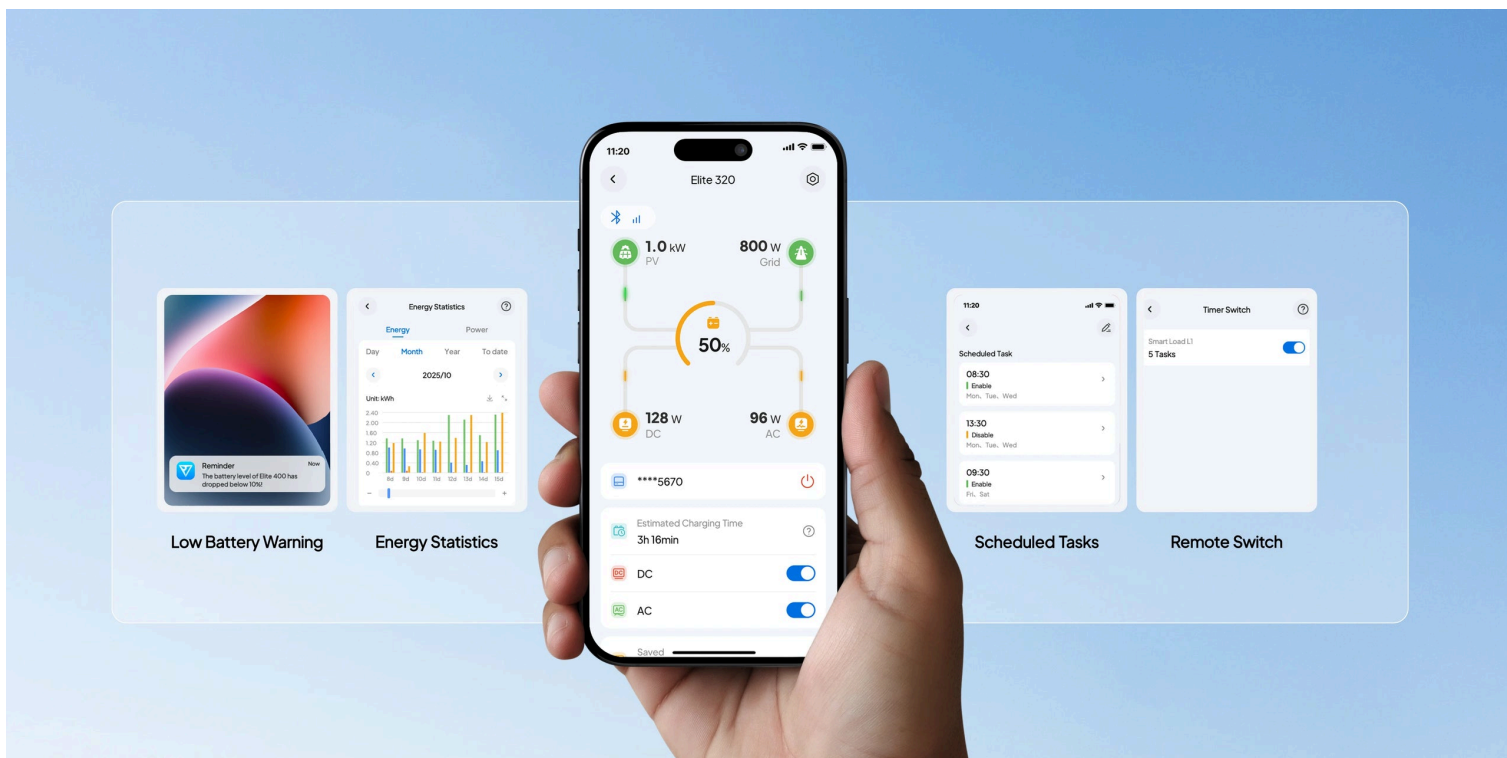 Reminder
Now
The battery level of Elite 400 has
dropped below 10%!
Low Battery Warning
Energy Statistics
Energy
Power
Day
Month
Year
To date
2025/10
Unit: kWh
2.40
2.00
1.80
1.20
0.80
0.40
0
8d 9d 10d 11d 12d 13d 14d 15d
Energy Statistics
11:20
Elite 320
1.0 kW
PV
800 W
Grid
50%
128 W
DC
96 W
AC
****5670
Estimated Charging Time
3h 16min
DC
DC
AC
AC
Saved
11:20
Scheduled Task
08:30
Enable
Mon, Tue, Wed
13:30
Disable
Mon, Tue, Wed
09:30
Enable
Fri, Sat
Scheduled Tasks
Timer Switch
Smart Load L1
5 Tasks
Remote Switch